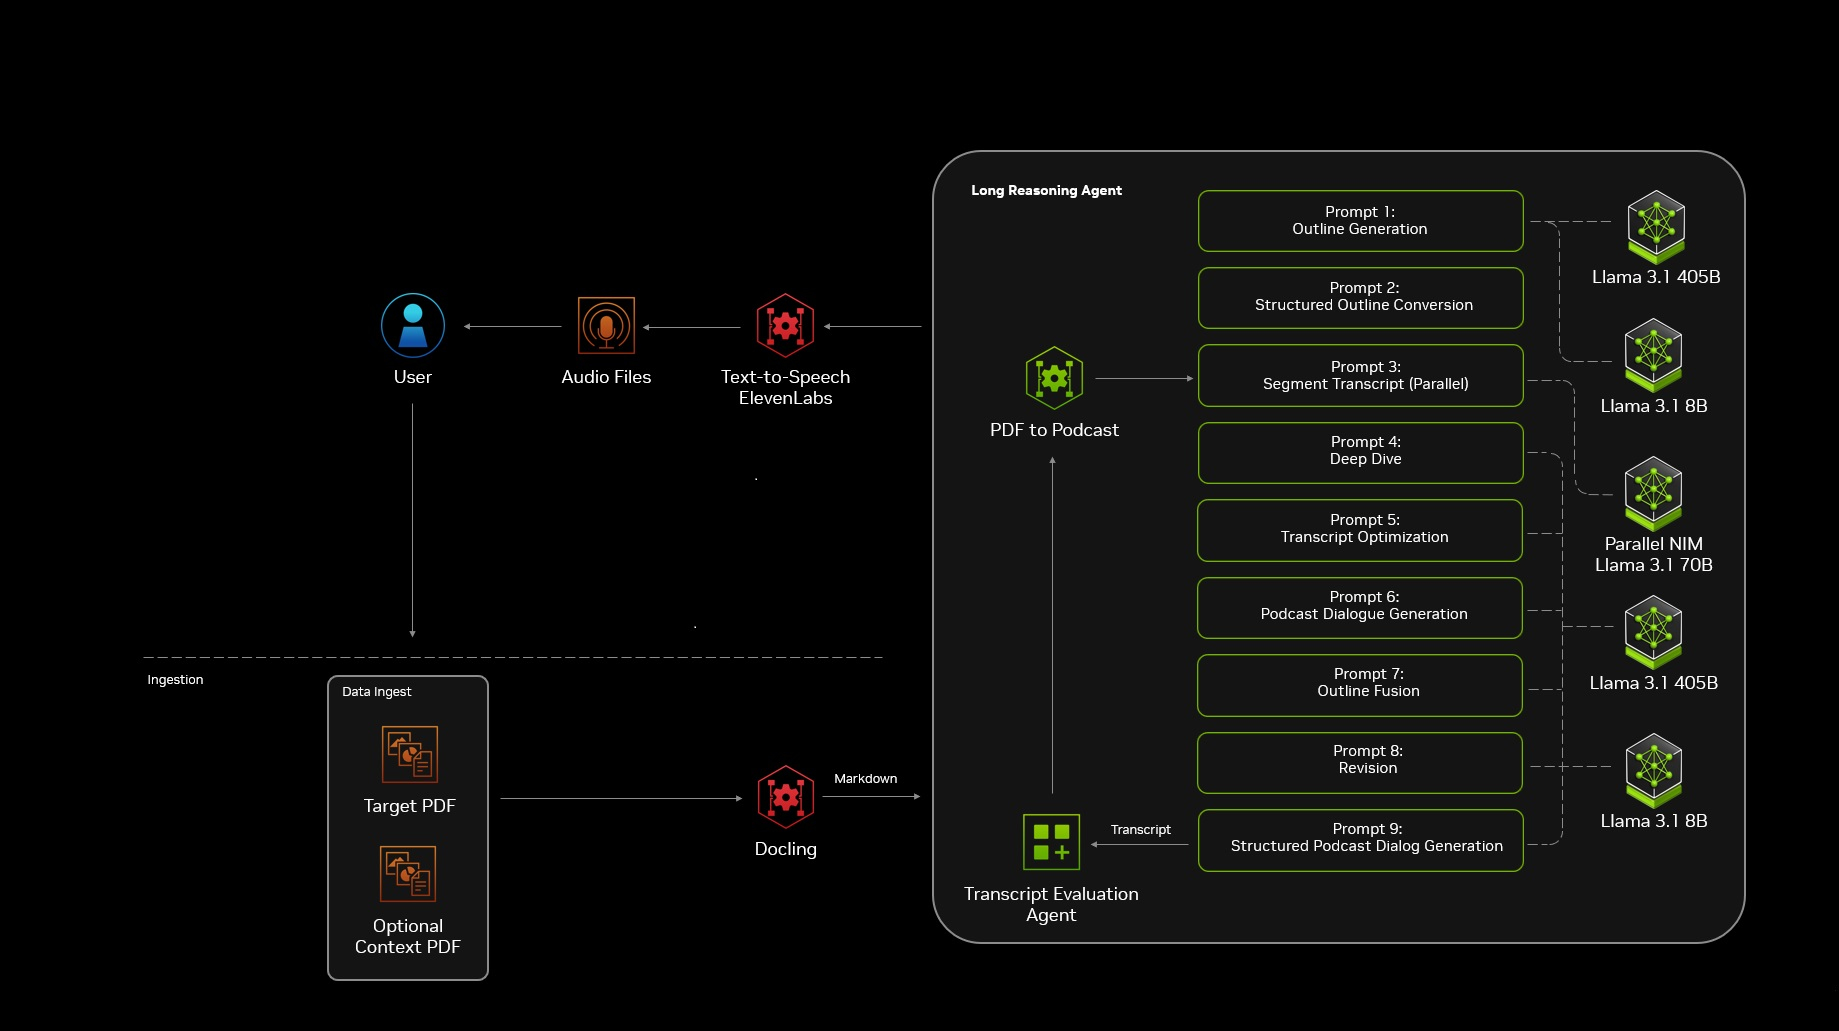 Long Reasoning Agent
Prompt 1:
Outline Generation
Llama 3.1 405B
Prompt 2:
Structured Outline Conversion
Llama 3.1 8B
Prompt 3:
Segment Transcript (Parallel)
User
Audio Files
Text-to-Speech
ElevenLabs
PDF to Podcast
Prompt 4:
Deep Dive
Prompt 5:
Transcript Optimization
Parallel NIM
Llama 3.1 70B
Prompt 6:
Podcast Dialogue Generation
Prompt 7:
Outline Fusion
Llama 3.1 405B
Prompt 8:
Revision
Llama 3.1 8B
Prompt 9:
Structured Podcast Dialog Generation
Transcript
Transcript Evaluation
Agent
Ingestion
Data Ingest
Target PDF
Optional
Context PDF
Docling
Markdown